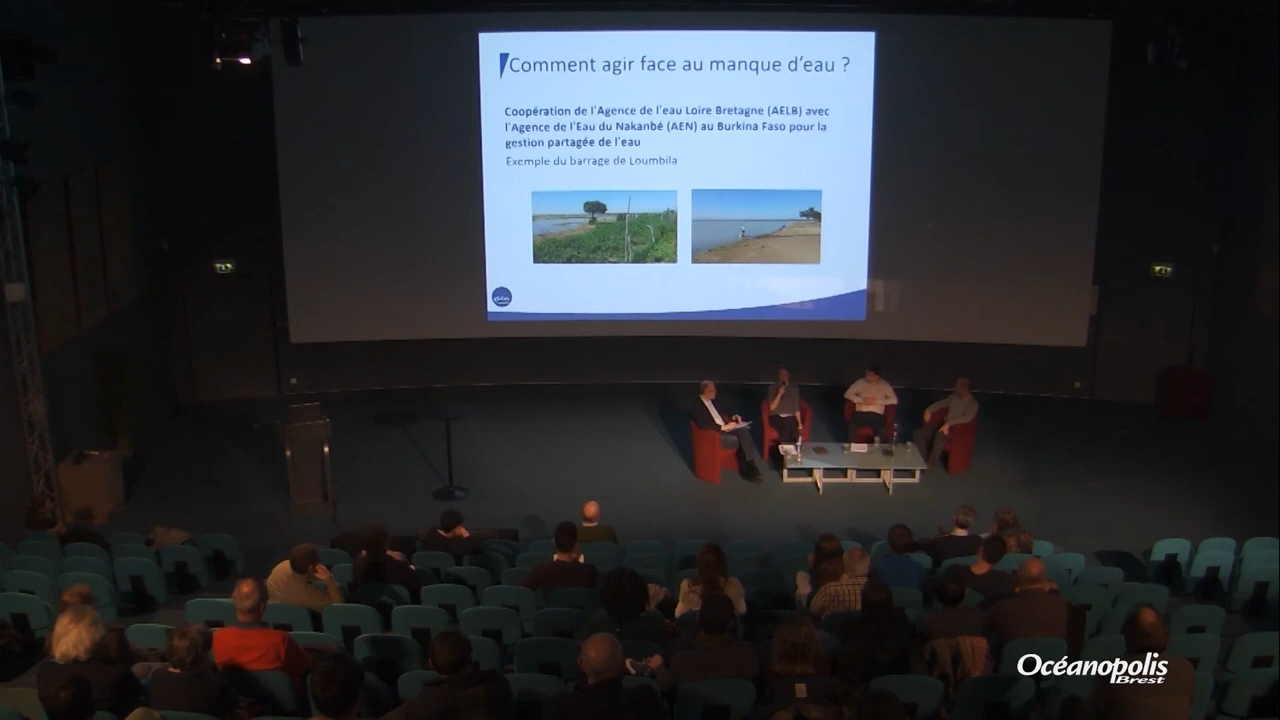 Comment agir face au manque d'eau ?
Coopération de l'Agence de l'eau Loire Bretagne (AELB) avec
l'Agence de l'Eau du Nakanbé (AEN) au Burkina Faso pour la
gestion partagée de l'eau
Exemple du barrage de Loumbila
Océanopolis
Brest